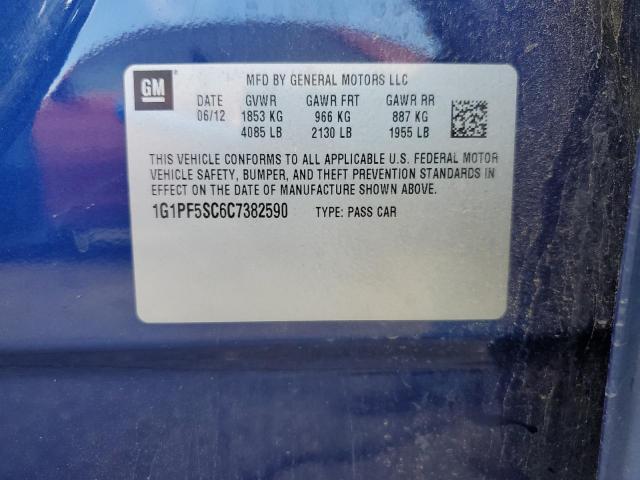 GM
MFD BY GENERAL MOTORS LLC
DATE GVWR GAWR FRT GAWR RR
06/12 1853 KG 966 KG 887 KG
4085 LB 2130 LB 1955 LB
THIS VEHICLE CONFORMS TO ALL APPLICABLE U.S. FEDERAL MOTOR
VEHICLE SAFETY, BUMPER, AND THEFT PREVENTION STANDARDS IN
EFFECT ON THE DATE OF MANUFACTURE SHOWN ABOVE.
1G1PF5SC6C7382590 TYPE: PASS CAR